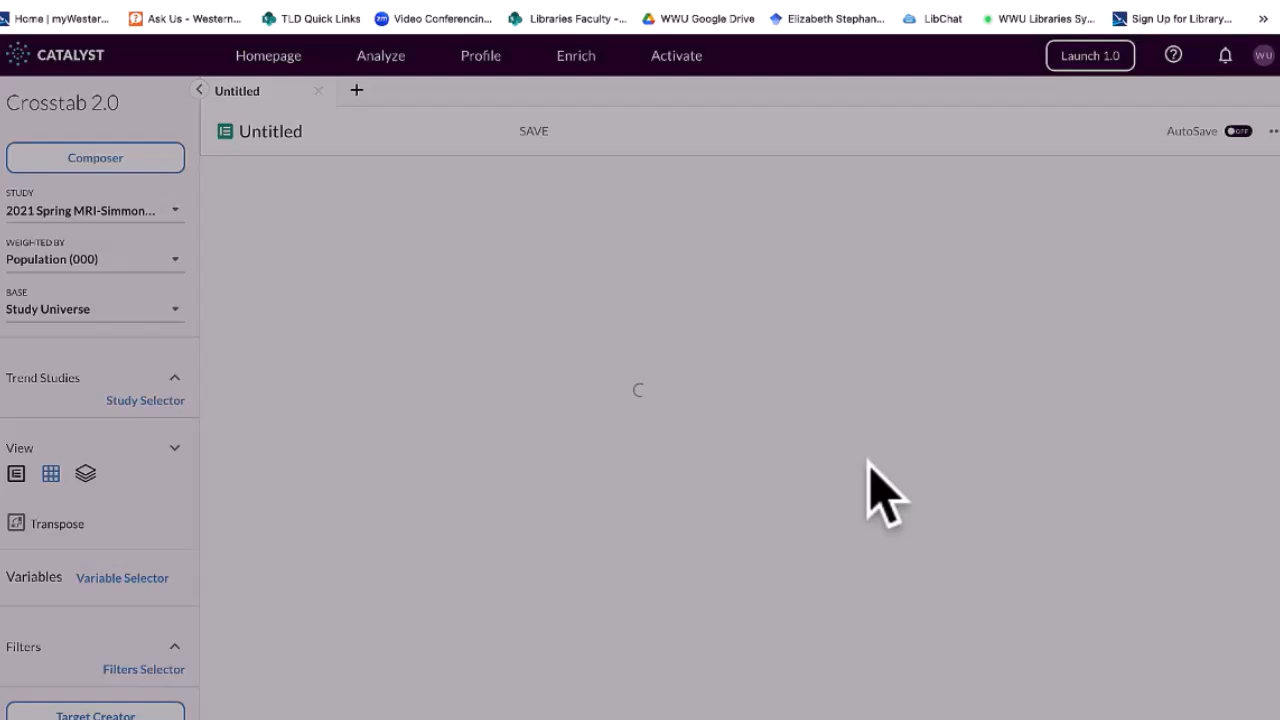 Home | myWester... Ask Us - Western... TLD Quick Links Video Conferencin... Libraries Faculty -... WWU Google Drive Elizabeth Stephan... LibChat WWU Libraries Sy... Sign Up for Library... »
CATALYST Homepage Analyze Profile Enrich Activate Launch 1.0 WU
Crosstab 2.0
Untitled
Untitled SAVE AutoSave OFF
Composer
STUDY
2021 Spring MRI-Simmon...
WEIGHTED BY
Population (000)
BASE
Study Universe
Trend Studies
Study Selector
View
Transpose
Variables Variable Selector
Filters
Filters Selector
Target Creator